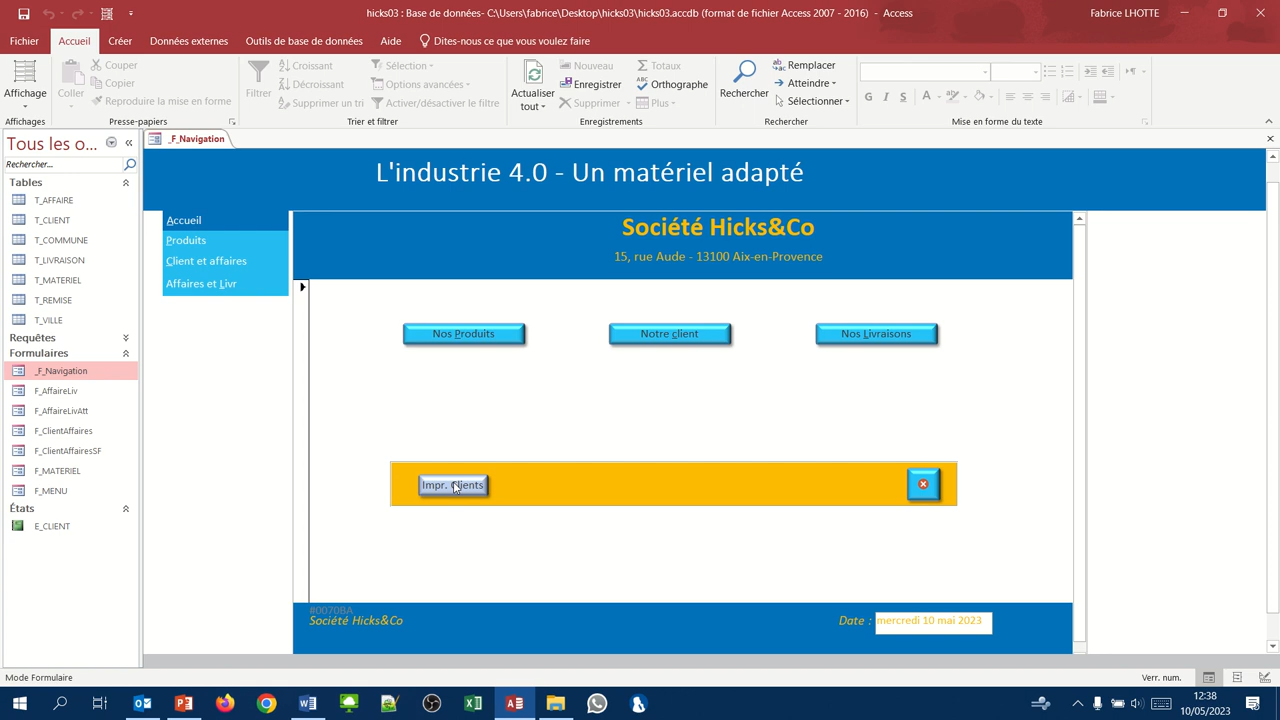 hicks03 : Base de données- C:\Users\fabrice\Desktop\hicks03\hicks03.accdb (format de fichier Access 2007 - 2016) - Access
Fabrice LHOTTE
Fichier Accueil Créer Données externes Outils de base de données Aide Dites-nous ce que vous voulez faire
Affichage
Affichages
Coller
Couper
Copier
Reproduire la mise en forme
Presse-papiers
Filtrer
Croissant
Décroissant
Supprimer un tri
Sélection
Options avancées
Activer/désactiver le filtre
Trier et filtrer
Actualiser
tout
Nouveau
Enregistrer
Supprimer
Totaux
Orthographe
Plus
Enregistrements
Rechercher
Remplacer
Atteindre
Sélectionner
Rechercher
G I S A
Mise en forme du texte
Tous les o...
Rechercher...
Tables
T_AFFAIRE
T_CLIENT
T_COMMUNE
T_LIVRAISON
T_MATERIEL
T_REMISE
T_VILLE
Requêtes
Formulaires
_F_Navigation
F_AffaireLiv
F_AffaireLivAtt
F_ClientAffaires
F_ClientAffairesSF
F_MATERIEL
F_MENU
États
E_CLIENT
_F_Navigation
L'industrie 4.0 - Un matériel adapté
Accueil
Produits
Client et affaires
Affaires et Livr
Société Hicks&Co
15, rue Aude - 13100 Aix-en-Provence
Nos Produits Notre client Nos Livraisons
Impr. Clients
#0070BA
Société Hicks&Co
Date : mercredi 10 mai 2023
Mode Formulaire
Verr. num.
12:38
10/05/2023